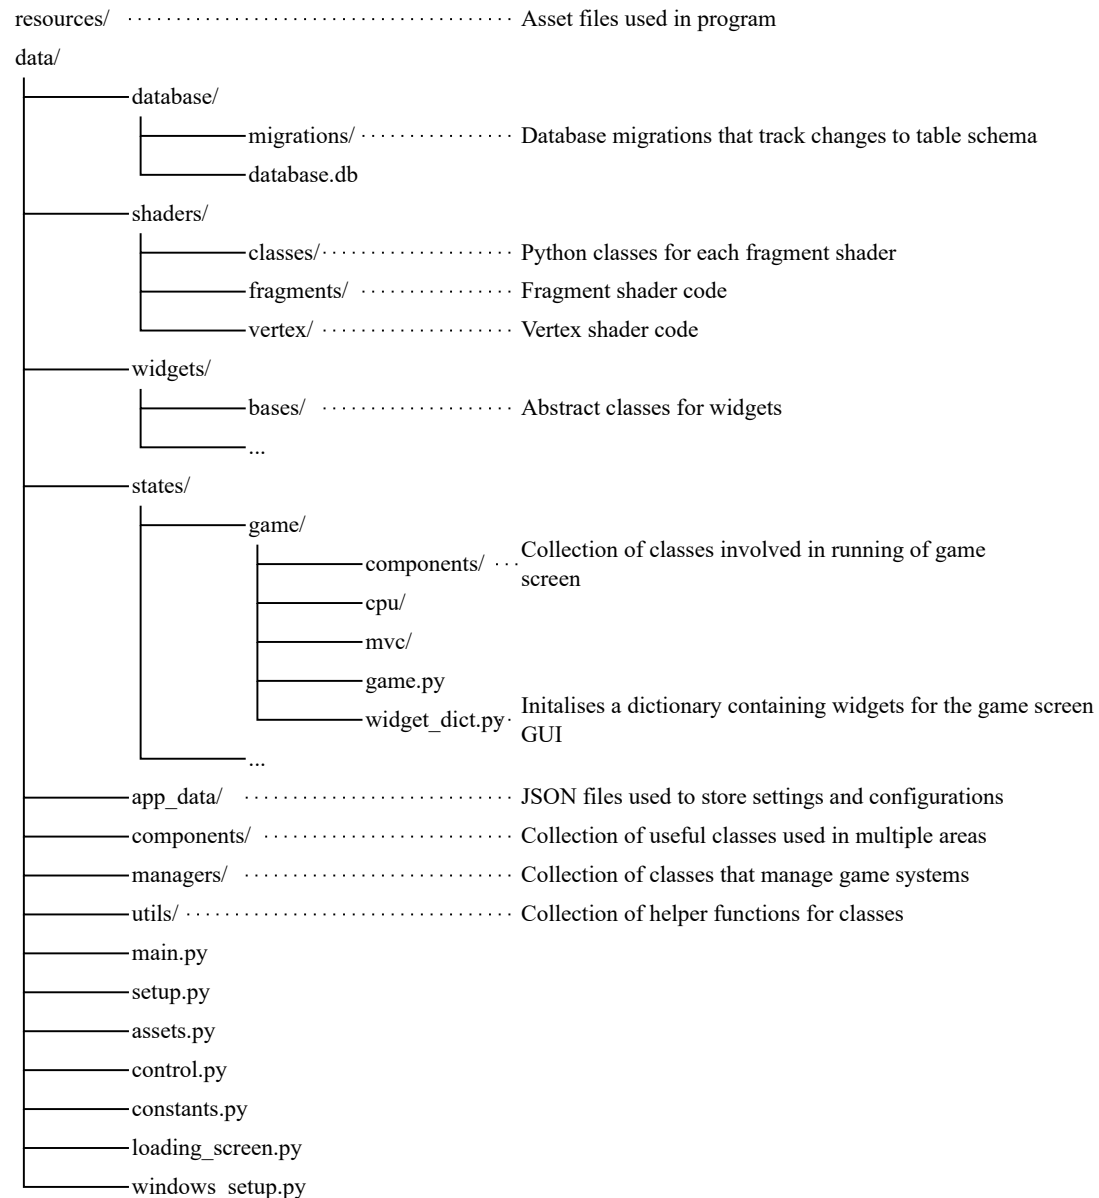 resources/ Asset files used in program
data/
database/
migrations/ Database migrations that track changes to table schema
database.db
shaders/
classes/ Python classes for each fragment shader
fragments/ Fragment shader code
vertex/ Vertex shader code
widgets/
bases/ Abstract classes for widgets
...
states/
game/
components/ Collection of classes involved in running of game
screen
cpu/
mvc/
game.py
widget_dict.py Initalises a dictionary containing widgets for the game screen
GUI
...
app_data/ JSON files used to store settings and configurations
components/ Collection of useful classes used in multiple areas
managers/ Collection of classes that manage game systems
utils/ Collection of helper functions for classes
main.py
setup.py
assets.py
control.py
constants.py
loading_screen.py
windows_setup.py